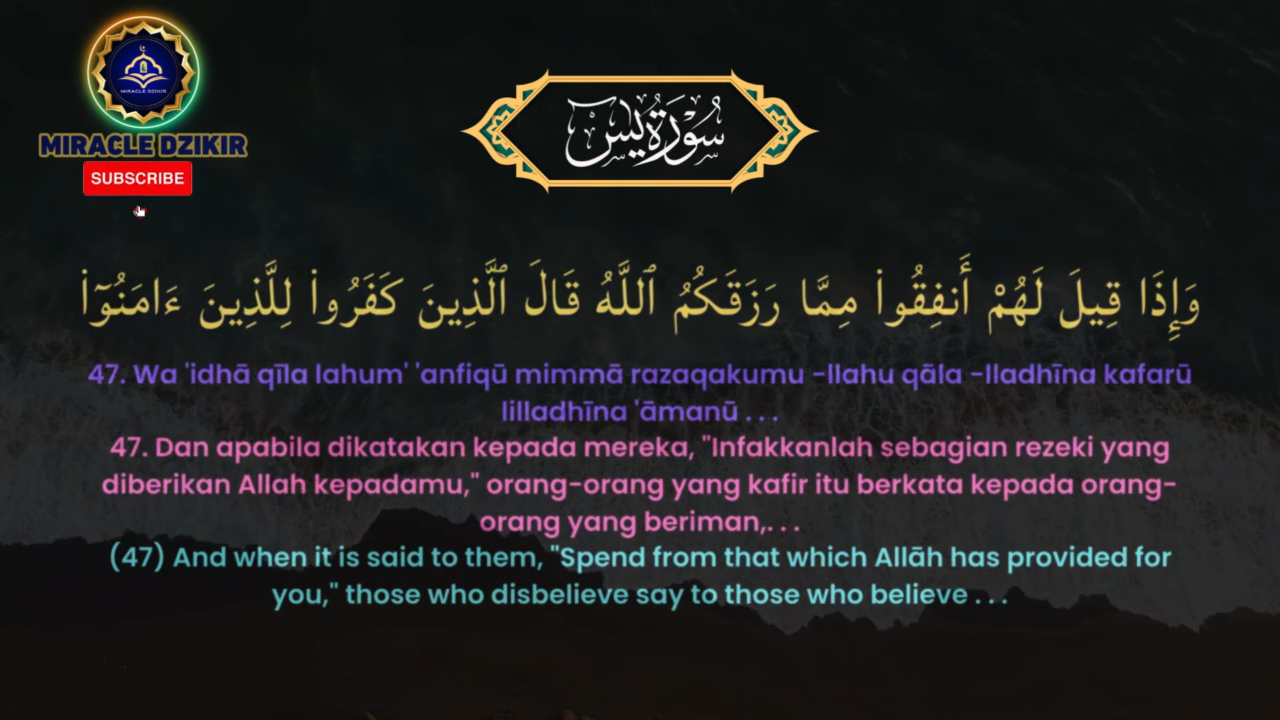 MIRACLE DZIKIR
MIRACLE DZIKIR
SUBSCRIBE
سُوْرَةُ يٰسٓ
وَإِذَا قِيلَ لَهُمْ أَنفِقُوا۟ مِمَّا رَزَقَكُمُ ٱللَّهُ قَالَ ٱلَّذِينَ كَفَرُوا۟ لِلَّذِينَ ءَامَنُوٓا۟
47. Wa 'idhā qīla lahum' 'anfiqū mimmā razaqakumu -llahu qāla -lladhīna kafarū
lilladhīna 'āmanū . . .
47. Dan apabila dikatakan kepada mereka, "Infakkanlah sebagian rezeki yang
diberikan Allah kepadamu," orang-orang yang kafir itu berkata kepada orang-
orang yang beriman,. . .
(47) And when it is said to them, "Spend from that which Allāh has provided for
you," those who disbelieve say to those who believe . . .